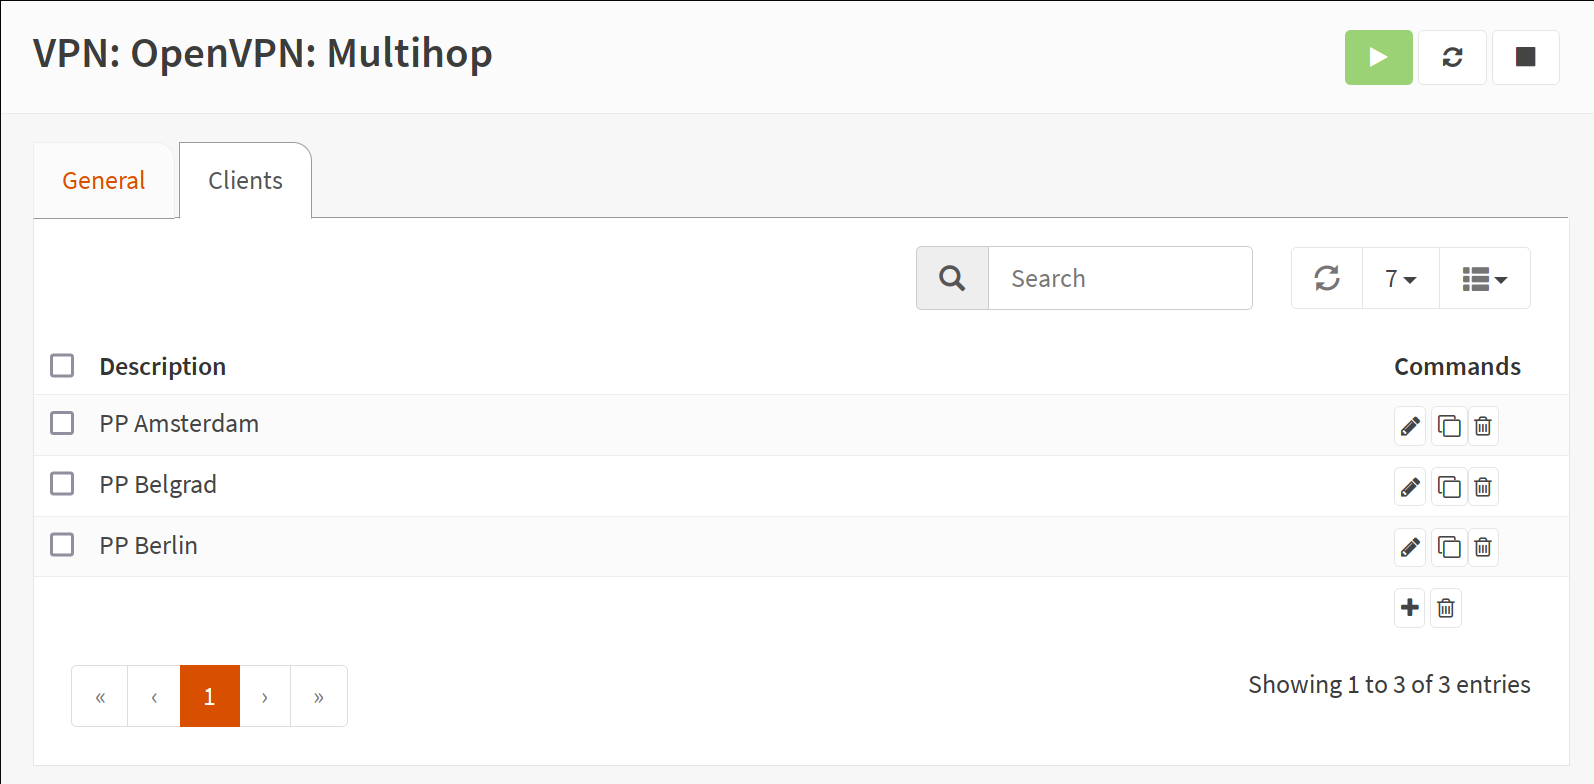 VPN: OpenVPN: Multihop
General
Clients
Search
7
Description
Commands
PP Amsterdam
PP Belgrad
PP Berlin
« ‹ 1 › »
Showing 1 to 3 of 3 entries